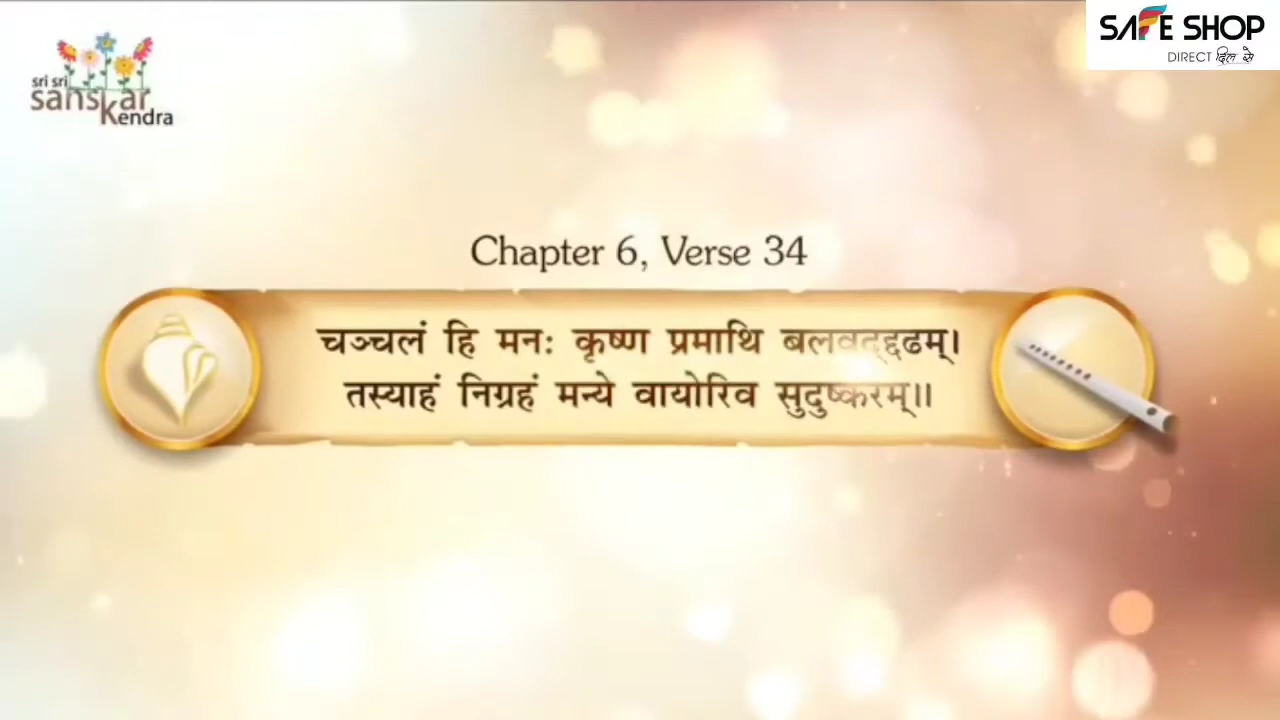 sri sri
sansKar
Kendra
SAFE SHOP
DIRECT दिल से
Chapter 6, Verse 34
चञ्चलं हि मनः कृष्ण प्रमाथि बलवद्दृढम्।
तस्याहं निग्रहं मन्ये वायोरिव सुदुष्करम्॥